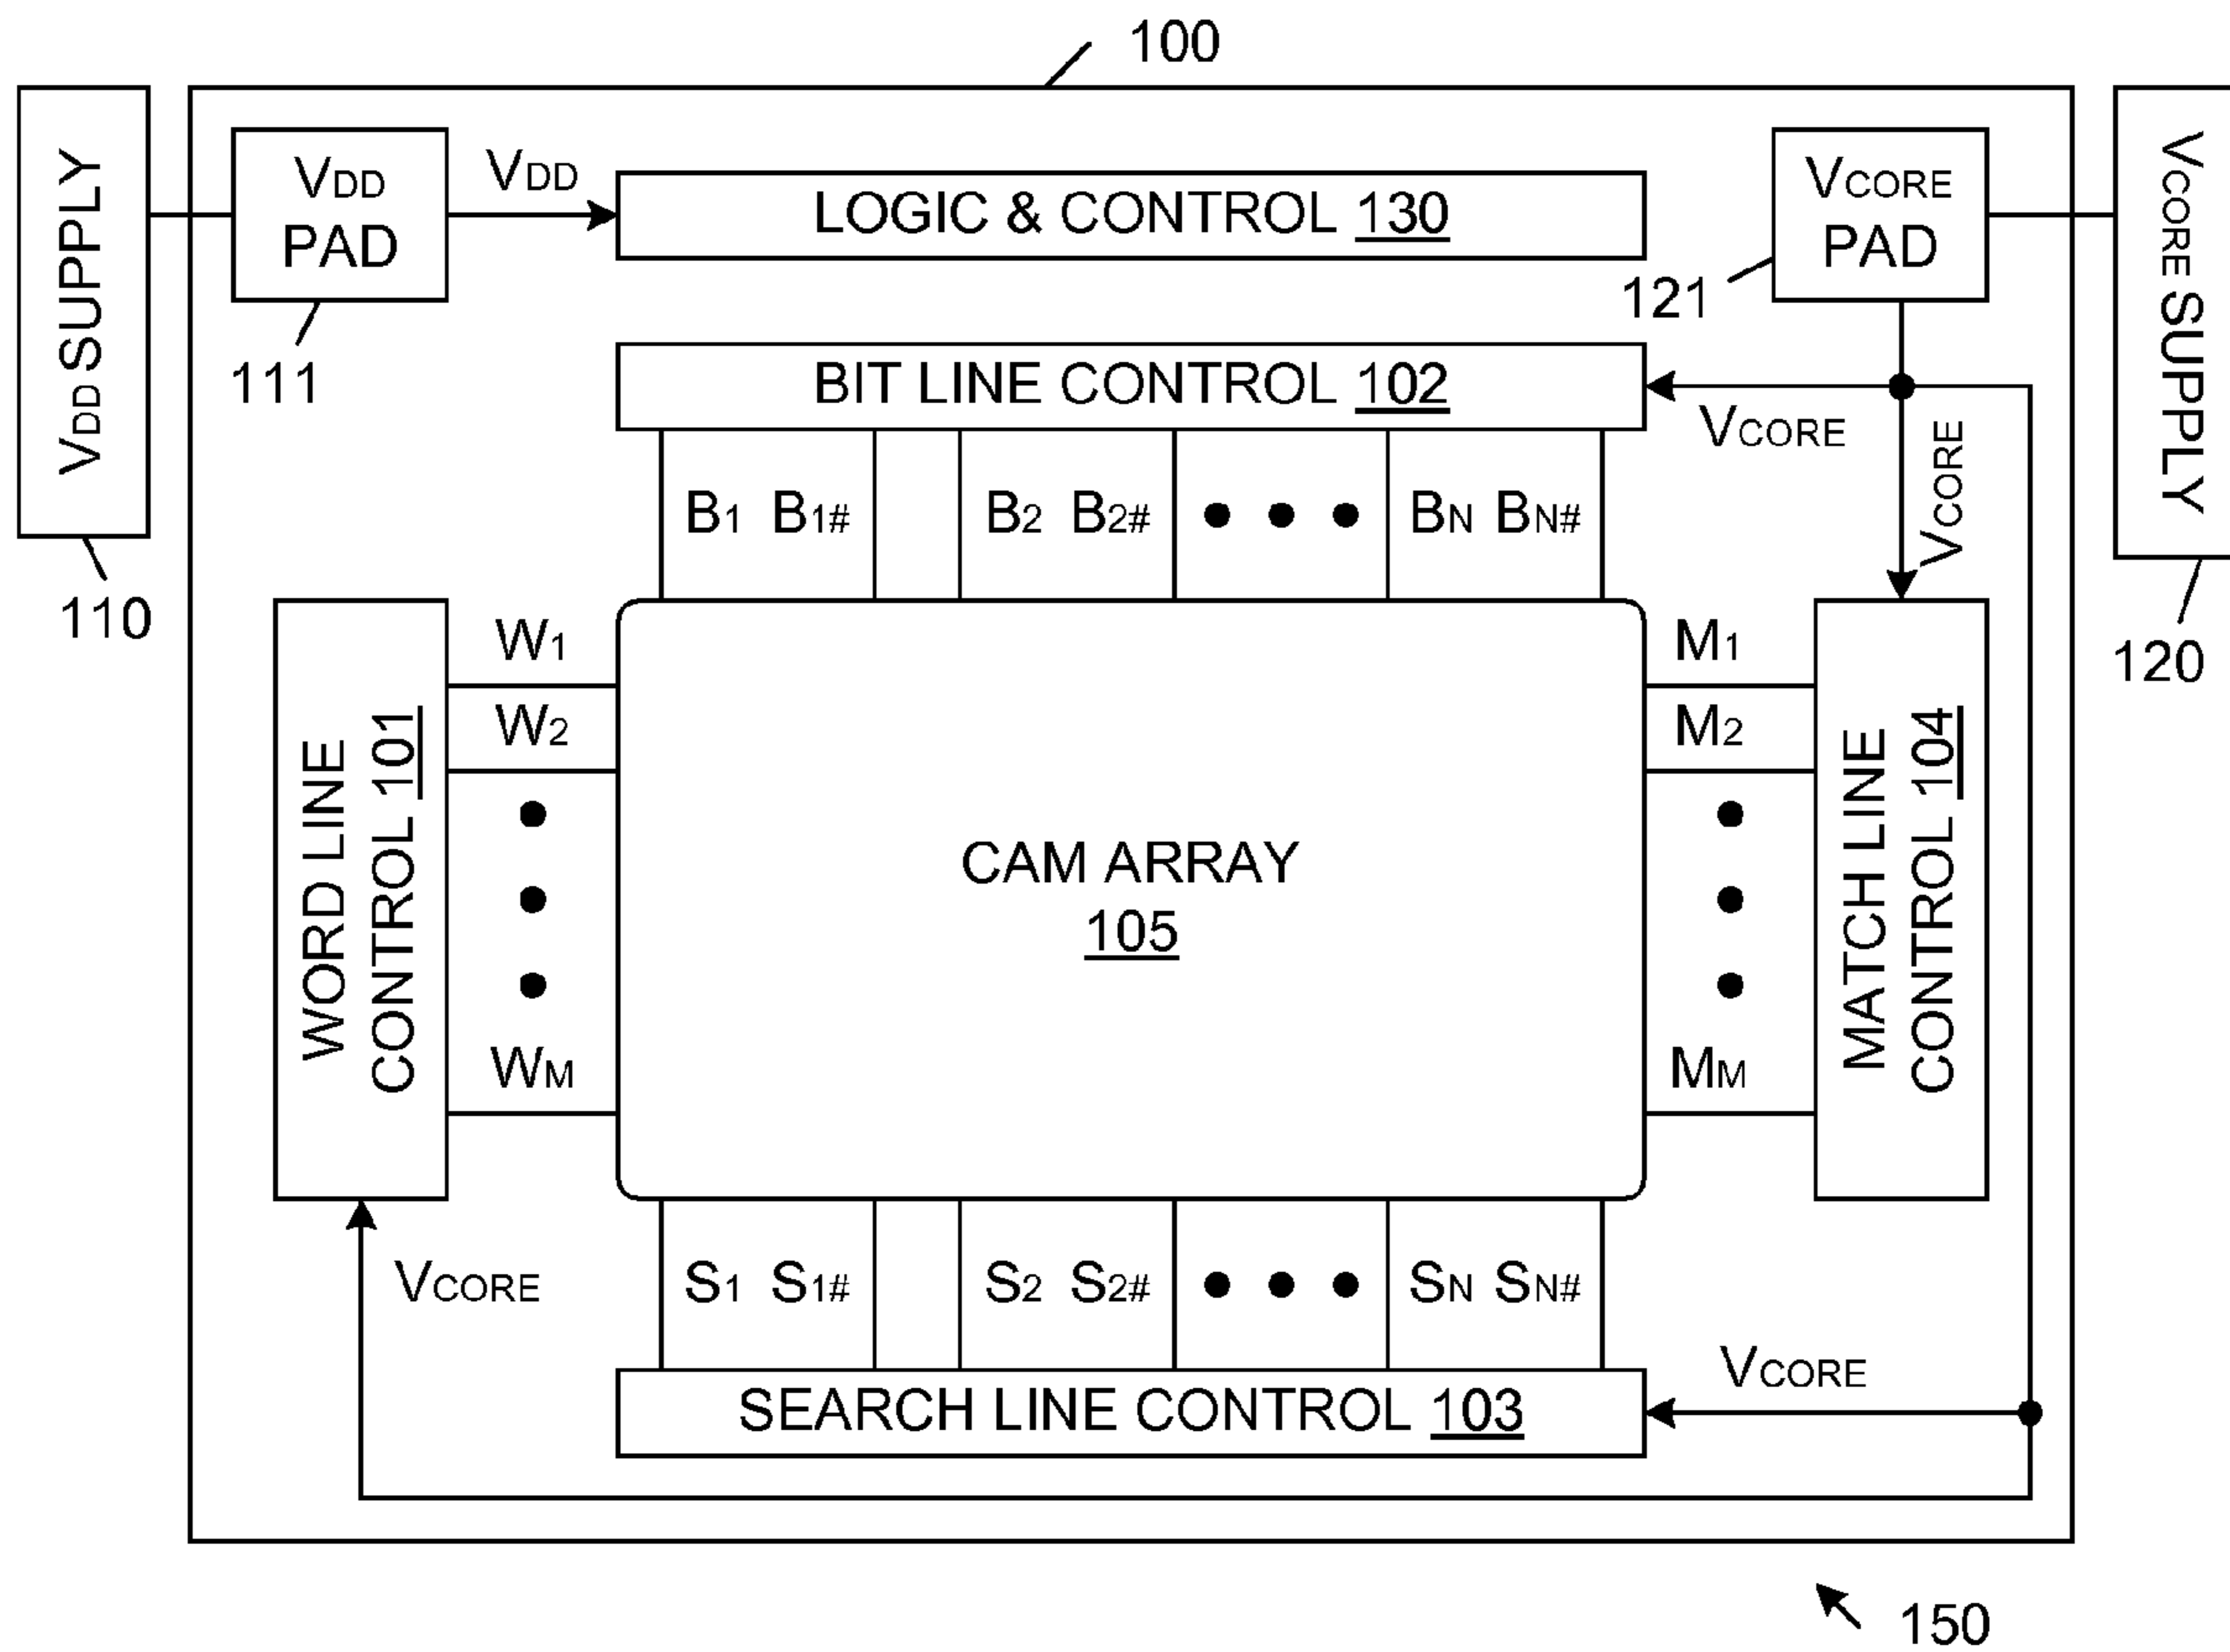 100
VDD SUPPLY
VDD
PAD
VDD
LOGIC & CONTROL 130
VCORE
PAD
VCORE SUPPLY
121
111
BIT LINE CONTROL 102
VCORE
VCORE
B1 B1# B2 B2# • • • BN BN#
110
120
W1
M1
W2
M2
WORD LINE
CONTROL 101
CAM ARRAY
105
MATCH LINE
CONTROL 104
WM
MM
VCORE
S1 S1# S2 S2# • • • SN SN#
VCORE
SEARCH LINE CONTROL 103
150